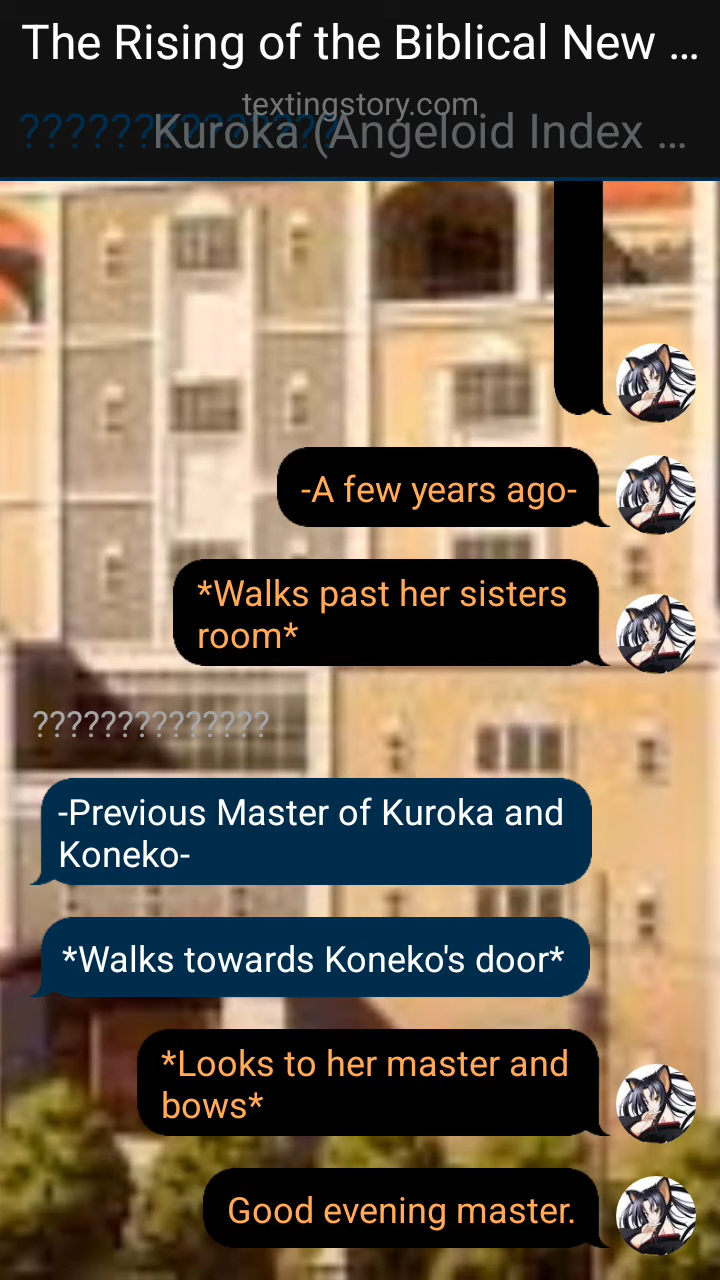 The Rising of the Biblical New ...
textingstory.com
?????????????? Kuroka (Angeloid Index ...
-A few years ago-
*Walks past her sisters
room*
??????????????
-Previous Master of Kuroka and
Koneko-
*Walks towards Koneko's door*
*Looks to her master and
bows*
Good evening master.